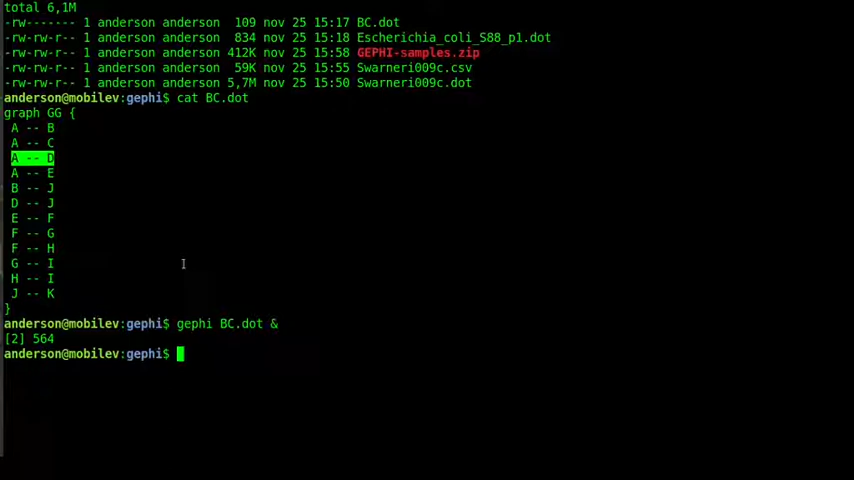 total 6,1M
-rw------- 1 anderson anderson  109 nov 25 15:17 BC.dot
-rw-rw-r-- 1 anderson anderson  834 nov 25 15:18 Escherichia_coli_S88_p1.dot
-rw-rw-r-- 1 anderson anderson 412K nov 25 15:58 GEPHI-samples.zip
-rw-rw-r-- 1 anderson anderson  59K nov 25 15:55 Swarneri009c.csv
-rw-rw-r-- 1 anderson anderson 5,7M nov 25 15:50 Swarneri009c.dot
anderson@mobilev:gephi$ cat BC.dot
graph GG {
A -- B
A -- C
A -- D
A -- E
B -- J
D -- J
E -- F
F -- G
F -- H
G -- I
H -- I
J -- K
}
anderson@mobilev:gephi$ gephi BC.dot &
[2] 564
anderson@mobilev:gephi$